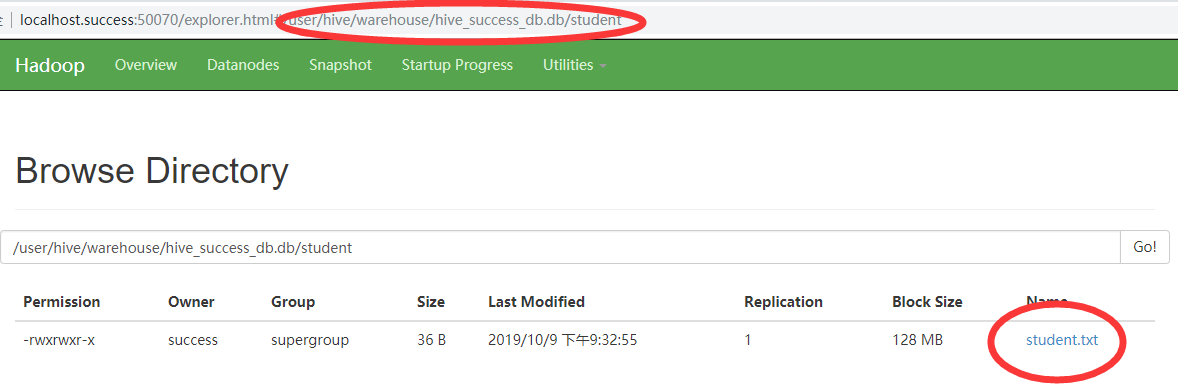 localhost.success:50070/explorer.html#/user/hive/warehouse/hive_success_db.db/student
Hadoop Overview Datanodes Snapshot Startup Progress Utilities
Browse Directory
/user/hive/warehouse/hive_success_db.db/student Go!
Permission Owner Group Size Last Modified Replication Block Size Name
-rwxrwxr-x success supergroup 36 B 2019/10/9 下午9:32:55 1 128 MB student.txt